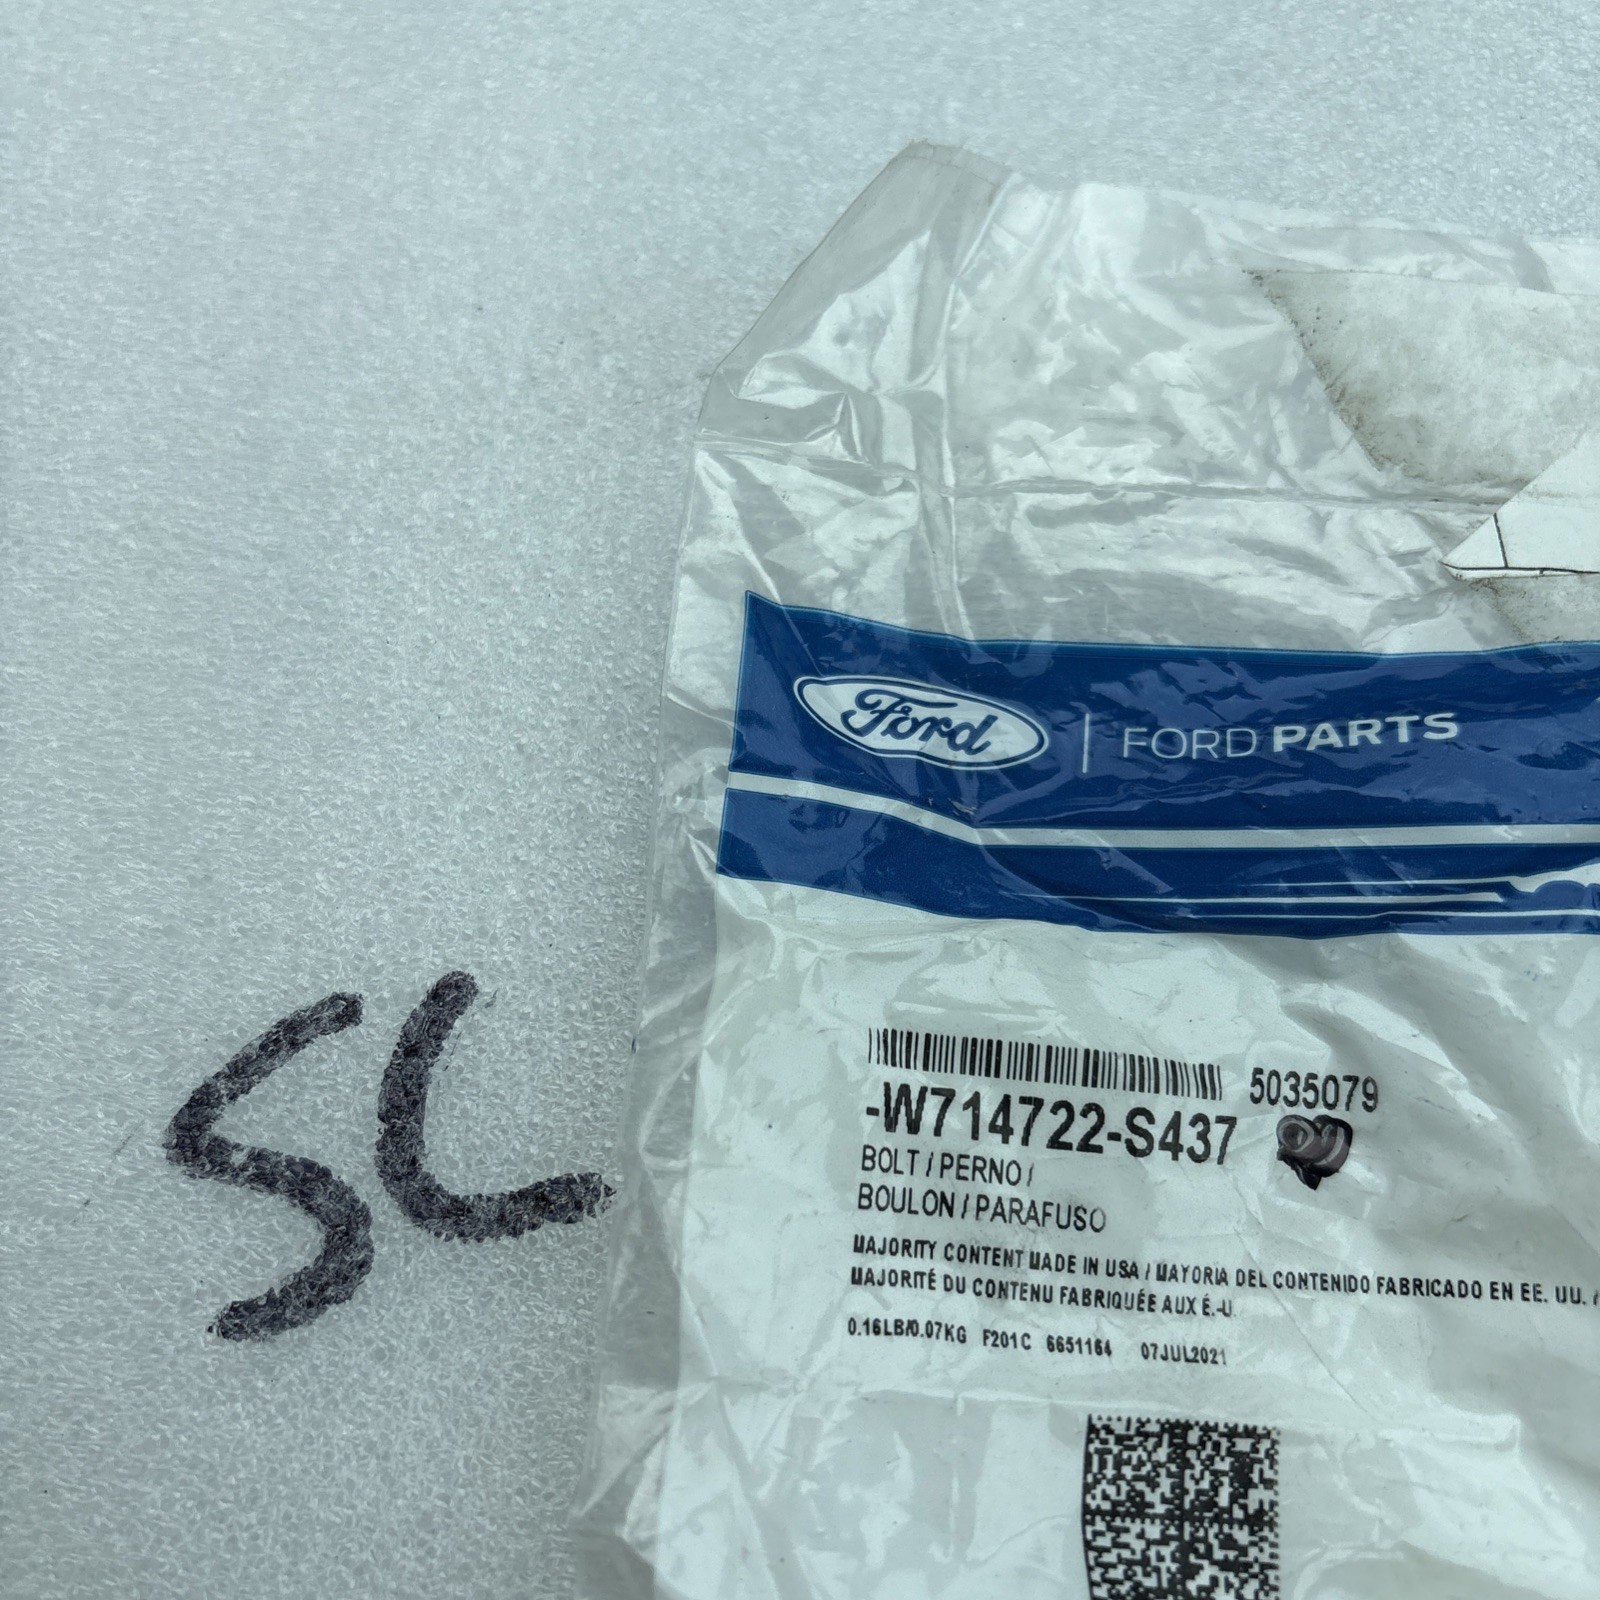 Ford | FORD PARTS
5035079
-W714722-S437
BOLT / PERNO /
BOULON / PARAFUSO
MAJORITY CONTENT MADE IN USA / MAYORIA DEL CONTENIDO FABRICADO EN EE. UU. /
MAJORITÉ DU CONTENU FABRIQUÉE AUX É.-U.
0.16LB/0.07KG F201C 6651164 07JUL2021
SC